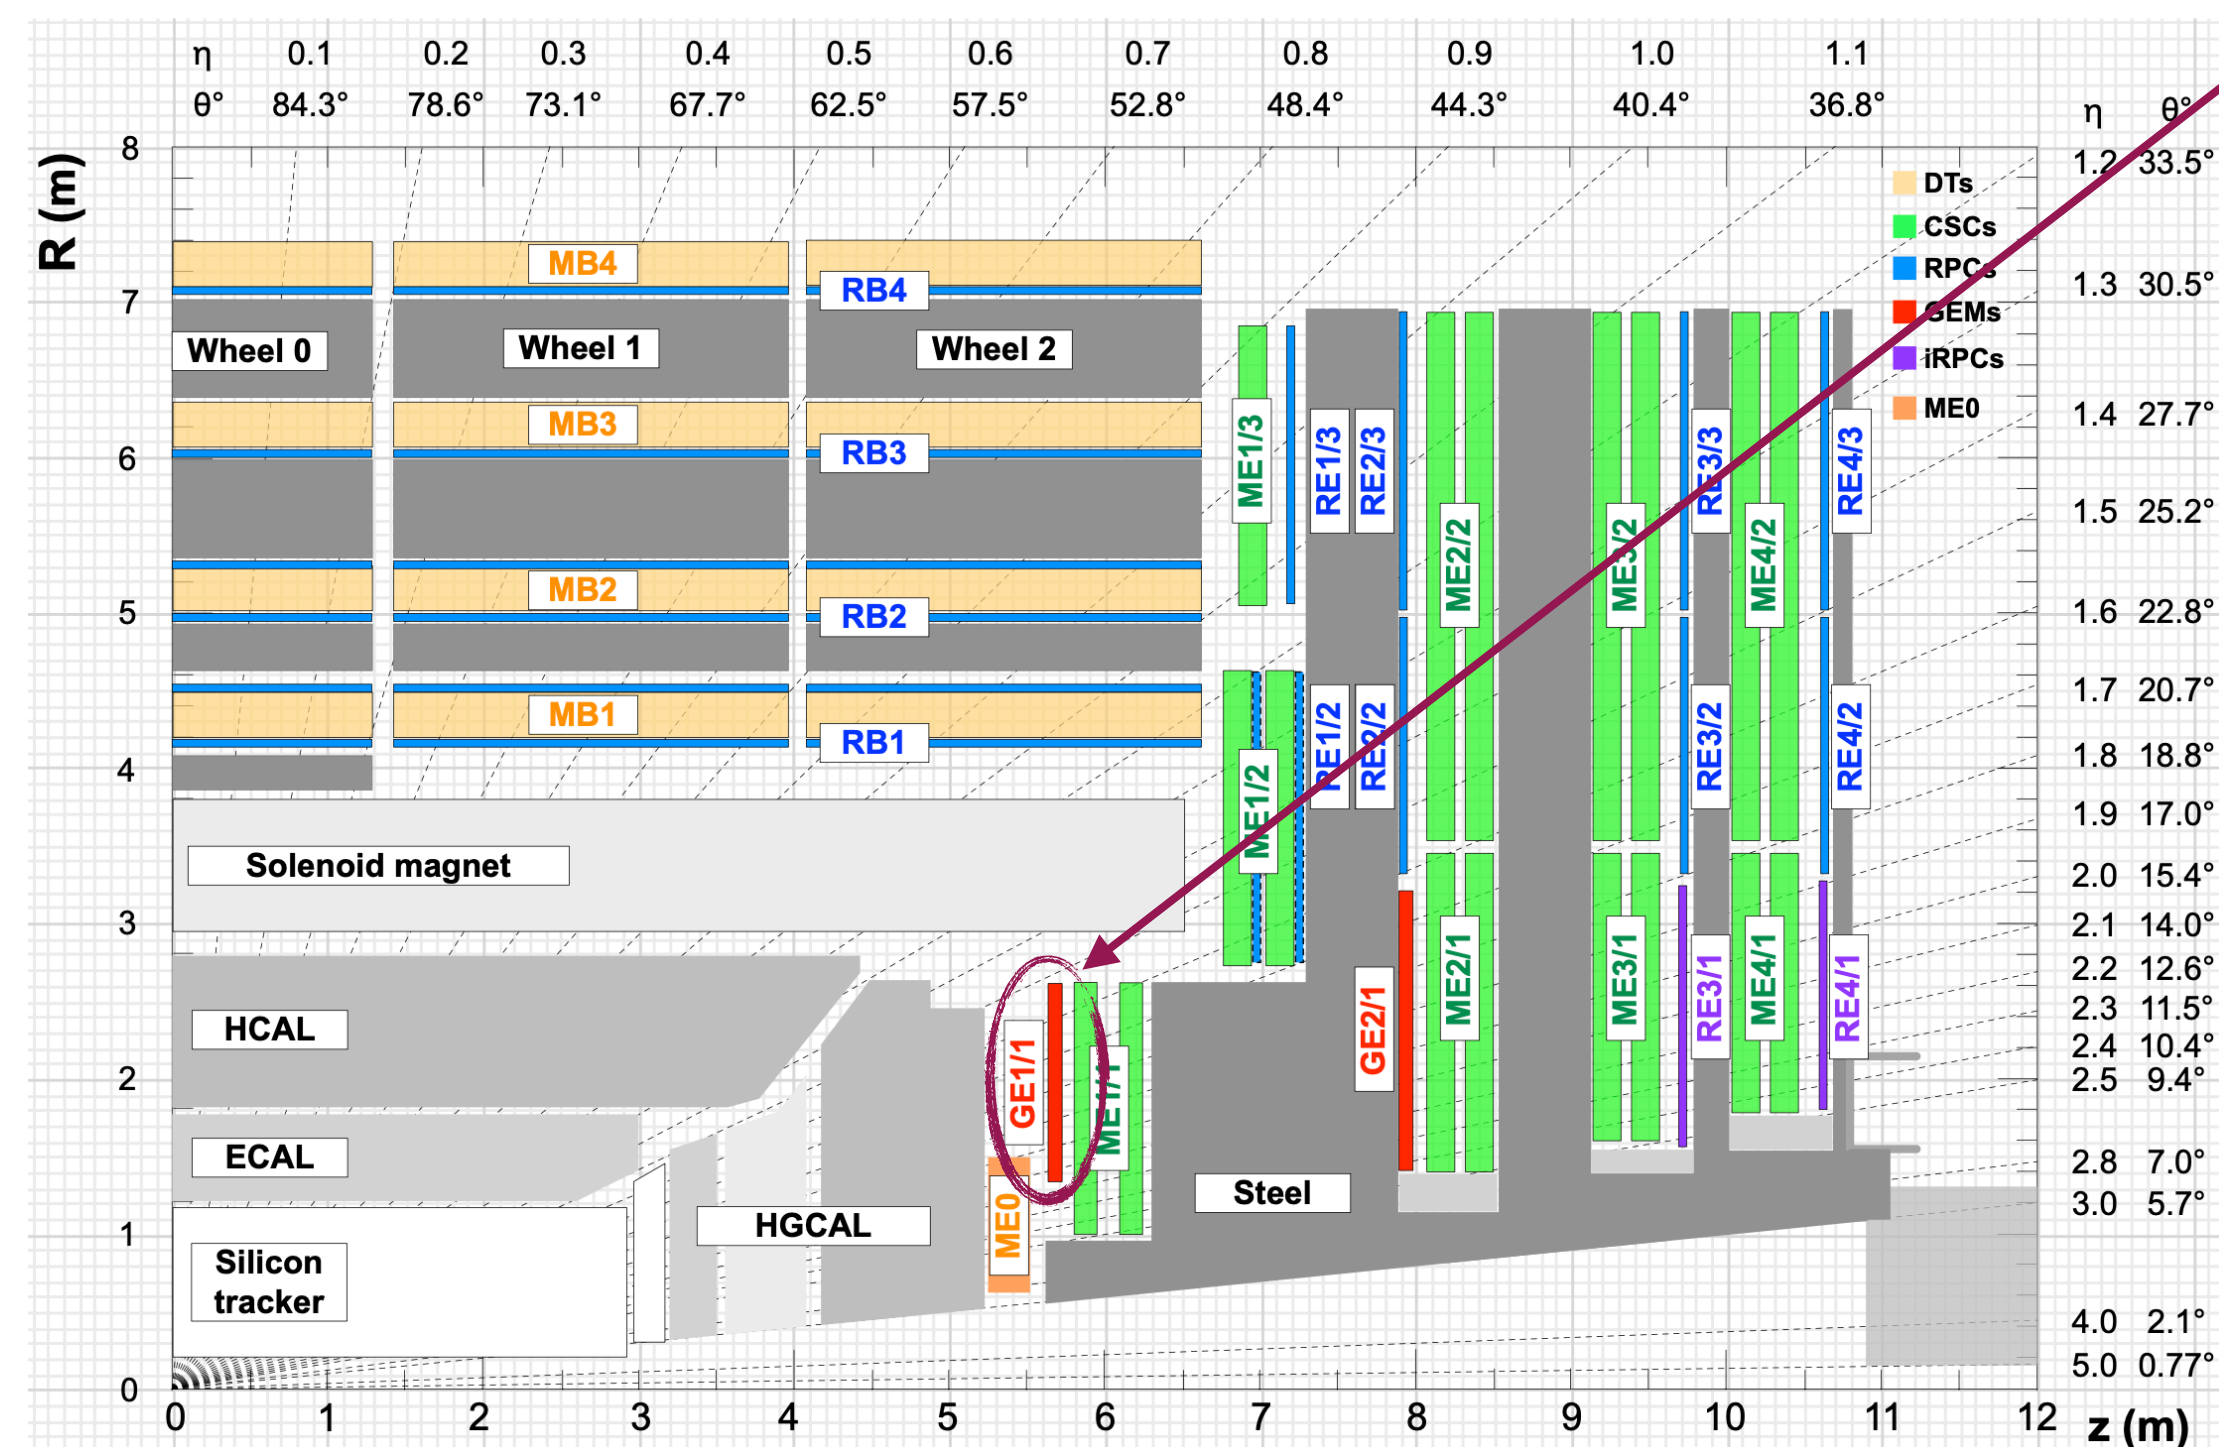 η 0.1 0.2 0.3 0.4 0.5 0.6 0.7 0.8 0.9 1.0 1.1
θ° 84.3° 78.6° 73.1° 67.7° 62.5° 57.5° 52.8° 48.4° 44.3° 40.4° 36.8°
η θ°
1.2 33.5°
1.3 30.5°
1.4 27.7°
1.5 25.2°
1.6 22.8°
1.7 20.7°
1.8 18.8°
1.9 17.0°
2.0 15.4°
2.1 14.0°
2.2 12.6°
2.3 11.5°
2.4 10.4°
2.5 9.4°
2.8 7.0°
3.0 5.7°
4.0 2.1°
5.0 0.77°
DTs
CSCs
RPCs
GEMs
iRPCs
ME0
R (m)
8
7
6
5
4
3
2
1
0
MB4
RB4
Wheel 0
Wheel 1
Wheel 2
MB3
RB3
MB2
RB2
MB1
RB1
Solenoid magnet
HCAL
ECAL
Silicon
tracker
HGCAL
Steel
ME0
GE1/1
ME1/1
ME1/2
ME1/3
RE1/3
RE2/3
RE1/2
RE2/2
GE2/1
ME2/2
ME2/1
ME3/2
ME3/1
RE3/3
RE3/2
RE3/1
ME4/2
ME4/1
RE4/3
RE4/2
RE4/1
0 1 2 3 4 5 6 7 8 9 10 11 12 z (m)